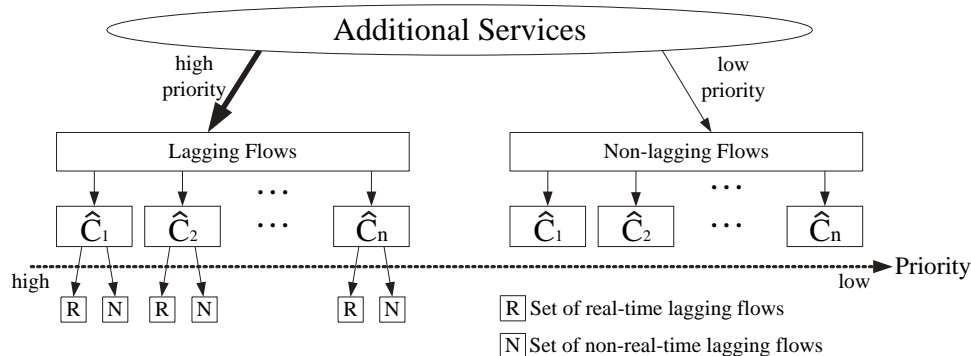 Additional Services
high
priority
low
priority
Lagging Flows
Non-lagging Flows
... ...
Ĉ1 Ĉ2 ... Ĉn
Ĉ1 Ĉ2 ... Ĉn
high
low
Priority
R N R N R N
R Set of real-time lagging flows
N Set of non-real-time lagging flows